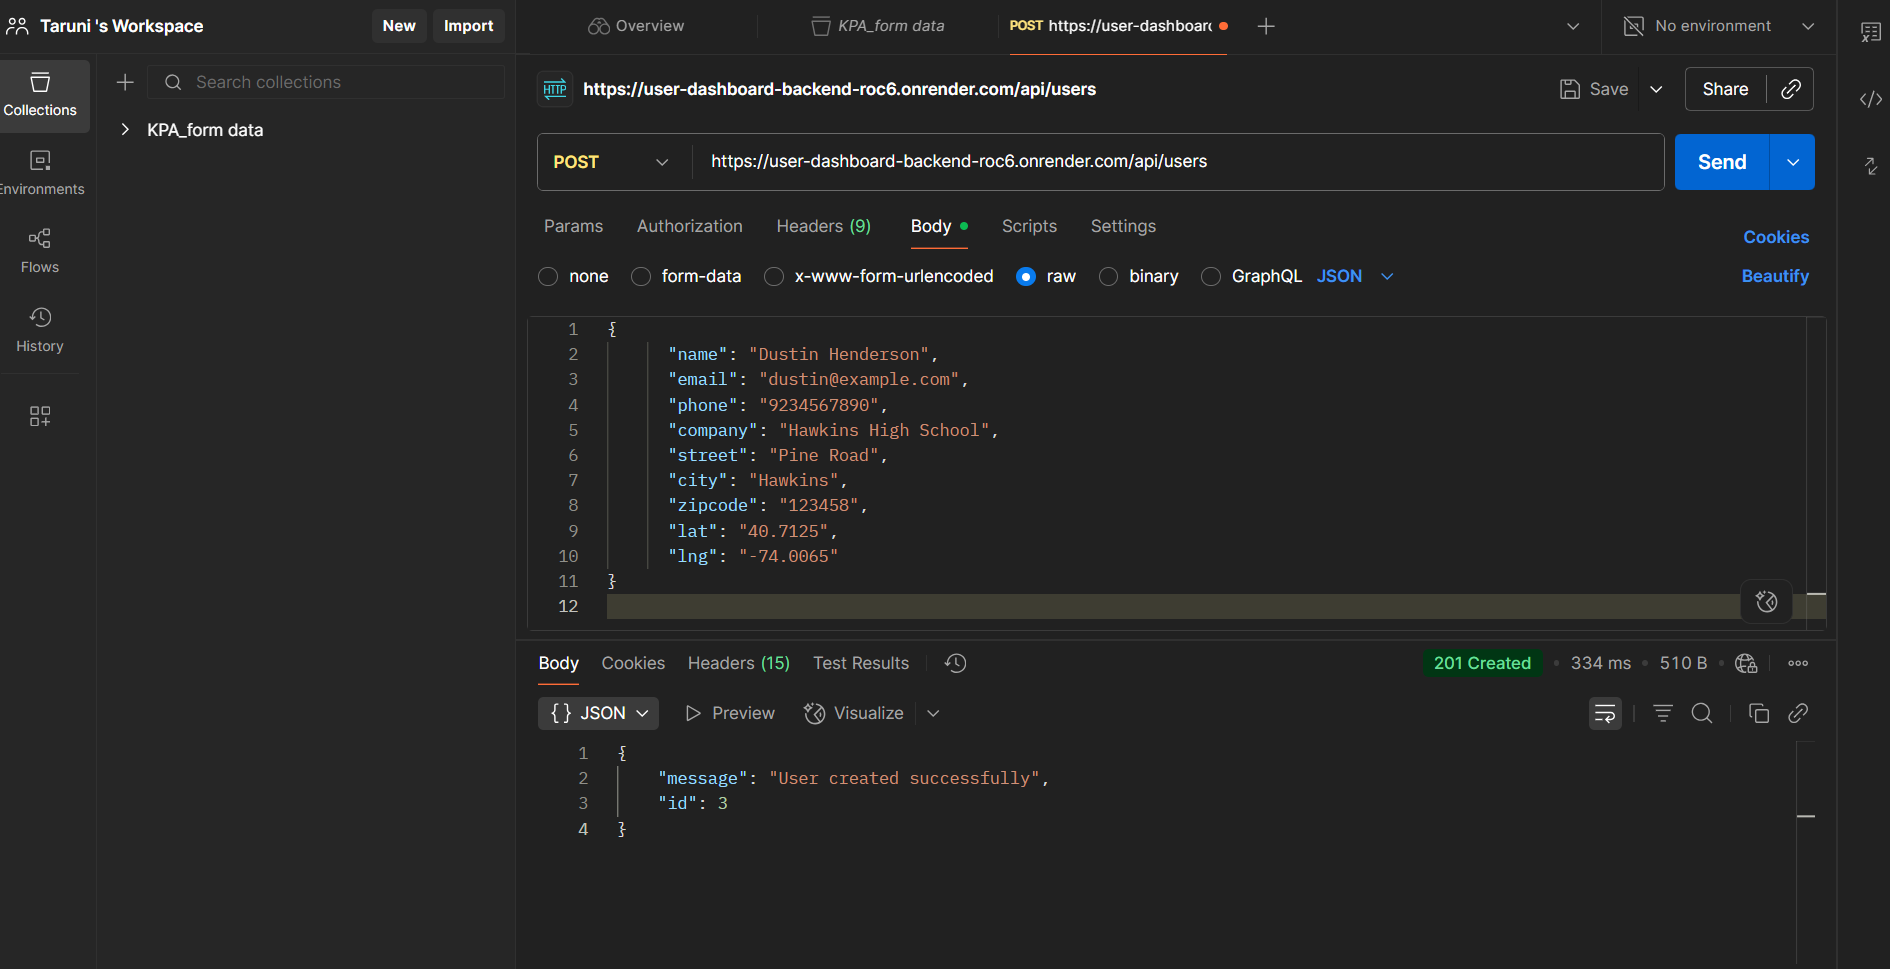 Taruni 's Workspace
New
Import
Overview
KPA_form data
POST https://user-dashboar
No environment
Collections
Search collections
KPA_form data
Environments
Flows
History
HTTP
https://user-dashboard-backend-roc6.onrender.com/api/users
Save
Share
POST
https://user-dashboard-backend-roc6.onrender.com/api/users
Send
Params
Authorization
Headers (9)
Body
Scripts
Settings
Cookies
none
form-data
x-www-form-urlencoded
raw
binary
GraphQL
JSON
Beautify
1 {
2 "name": "Dustin Henderson",
3 "email": "dustin@example.com",
4 "phone": "9234567890",
5 "company": "Hawkins High School",
6 "street": "Pine Road",
7 "city": "Hawkins",
8 "zipcode": "123458",
9 "lat": "40.7125",
10 "lng": "-74.0065"
11 }
12
Body
Cookies
Headers (15)
Test Results
201 Created
334 ms
510 B
{} JSON
Preview
Visualize
1 {
2 "message": "User created successfully",
3 "id": 3
4 }